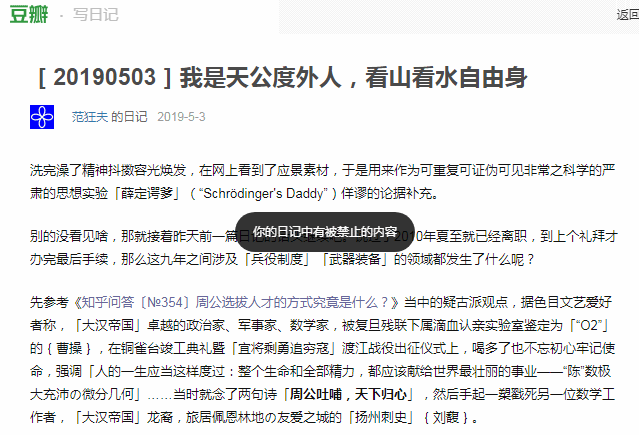 豆瓣 · 写日记
返回
[ 20190503 ] 我是天公度外人，看山看水自由身
范狂夫 的日记 2019-5-3
洗完澡了精神抖擞容光焕发，在网上看到了应景素材，于是用来作为可重复可证伪可见非常之科学的严
肃的思想实验「薛定谔爹」（“Schrödinger's Daddy”）佯谬的论据补充。
你的日记中有被禁止的内容
别的没看见啥，那就接着昨天前一篇日记的
2010年夏至就已经离职，到上个礼拜才
办完最后手续，那么这九年之间涉及「兵役制度」「武器装备」的领域都发生了什么呢？
先参考《知乎问答〔№354〕周公选拔人才的方式究竟是什么？》当中的疑古派观点，据色目文艺爱好
者称，「大汉帝国」卓越的政治家、军事家、数学家，被复旦残联下属滴血认亲实验室鉴定为「“O2”」
的 { 曹操 } ，在铜雀台竣工典礼暨「宜将剩勇追穷寇」渡江战役出征仪式上，喝多了也不忘初心牢记使
命，强调「人的一生应当这样度过：整个生命和全部精力，都应该献给世界最壮丽的事业——“陈”数极
大充沛の微分几何」……当时就念了两句诗「周公吐哺，天下归心」，然后手起一槊戳死另一位数学工
作者，「大汉帝国」龙裔，旅居佩恩林地の友爱之城的「扬州刺史」{ 刘馥 } 。